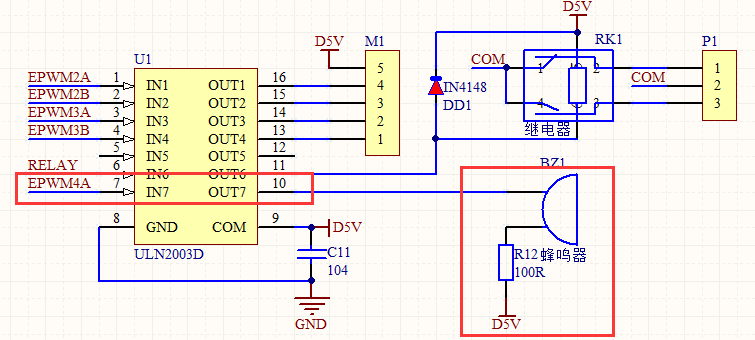 D5V
D5V M1 RK1 P1
U1 COM
EPWM2A 1 IN1 OUT1 16 5 1 2 1
EPWM2B 2 IN2 OUT2 15 4 IN4148 COM 2
EPWM3A 3 IN3 OUT3 14 3 DD1 4 3 3
EPWM3B 4 IN4 OUT4 13 2 继电器
5 IN5 OUT5 12 1
RELAY 6 IN6 OUT6 11 BZ1
EPWM4A 7 IN7 OUT7 10
8 GND COM 9 D5V
ULN2003D C11 R12 蜂鸣器
104 100R
GND D5V